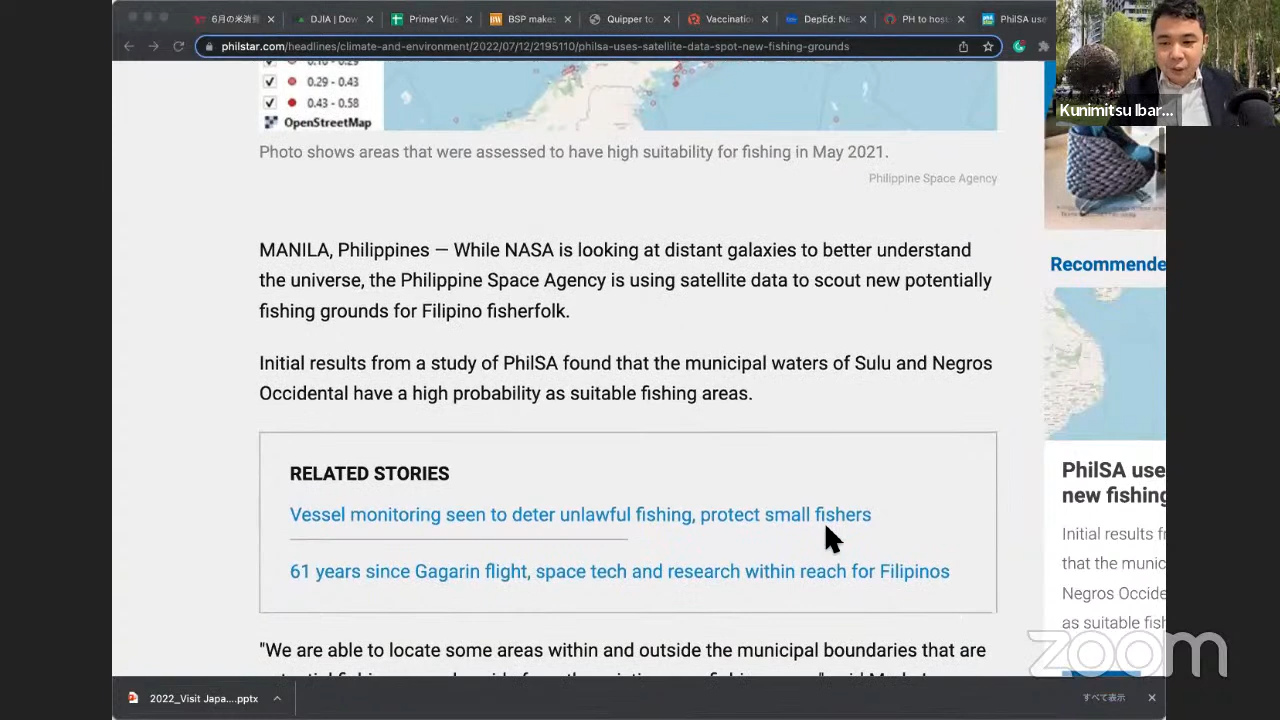 6月の米消費
DJIA | Dow
Primer Vid
BSP make
Quipper to
Vaccination
DepEd: Ne
PH to host
PhilSA use
philstar.com/headlines/climate-and-environment/2022/07/12/2195110/philsa-uses-satellite-data-spot-new-fishing-grounds
Kunimitsu Ibar...
0.29 - 0.43
0.43 - 0.58
OpenStreetMap
Photo shows areas that were assessed to have high suitability for fishing in May 2021.
Philippine Space Agency
MANILA, Philippines — While NASA is looking at distant galaxies to better understand
the universe, the Philippine Space Agency is using satellite data to scout new potentially
fishing grounds for Filipino fisherfolk.
Initial results from a study of PhilSA found that the municipal waters of Sulu and Negros
Occidental have a high probability as suitable fishing areas.
RELATED STORIES
Vessel monitoring seen to deter unlawful fishing, protect small fishers
61 years since Gagarin flight, space tech and research within reach for Filipinos
"We are able to locate some areas within and outside the municipal boundaries that are
Recommende
PhilSA use
new fishing
Initial results fr
that the munic
Negros Occide
as suitable fish
zoom
2022_Visit Japa....pptx
すべて表示